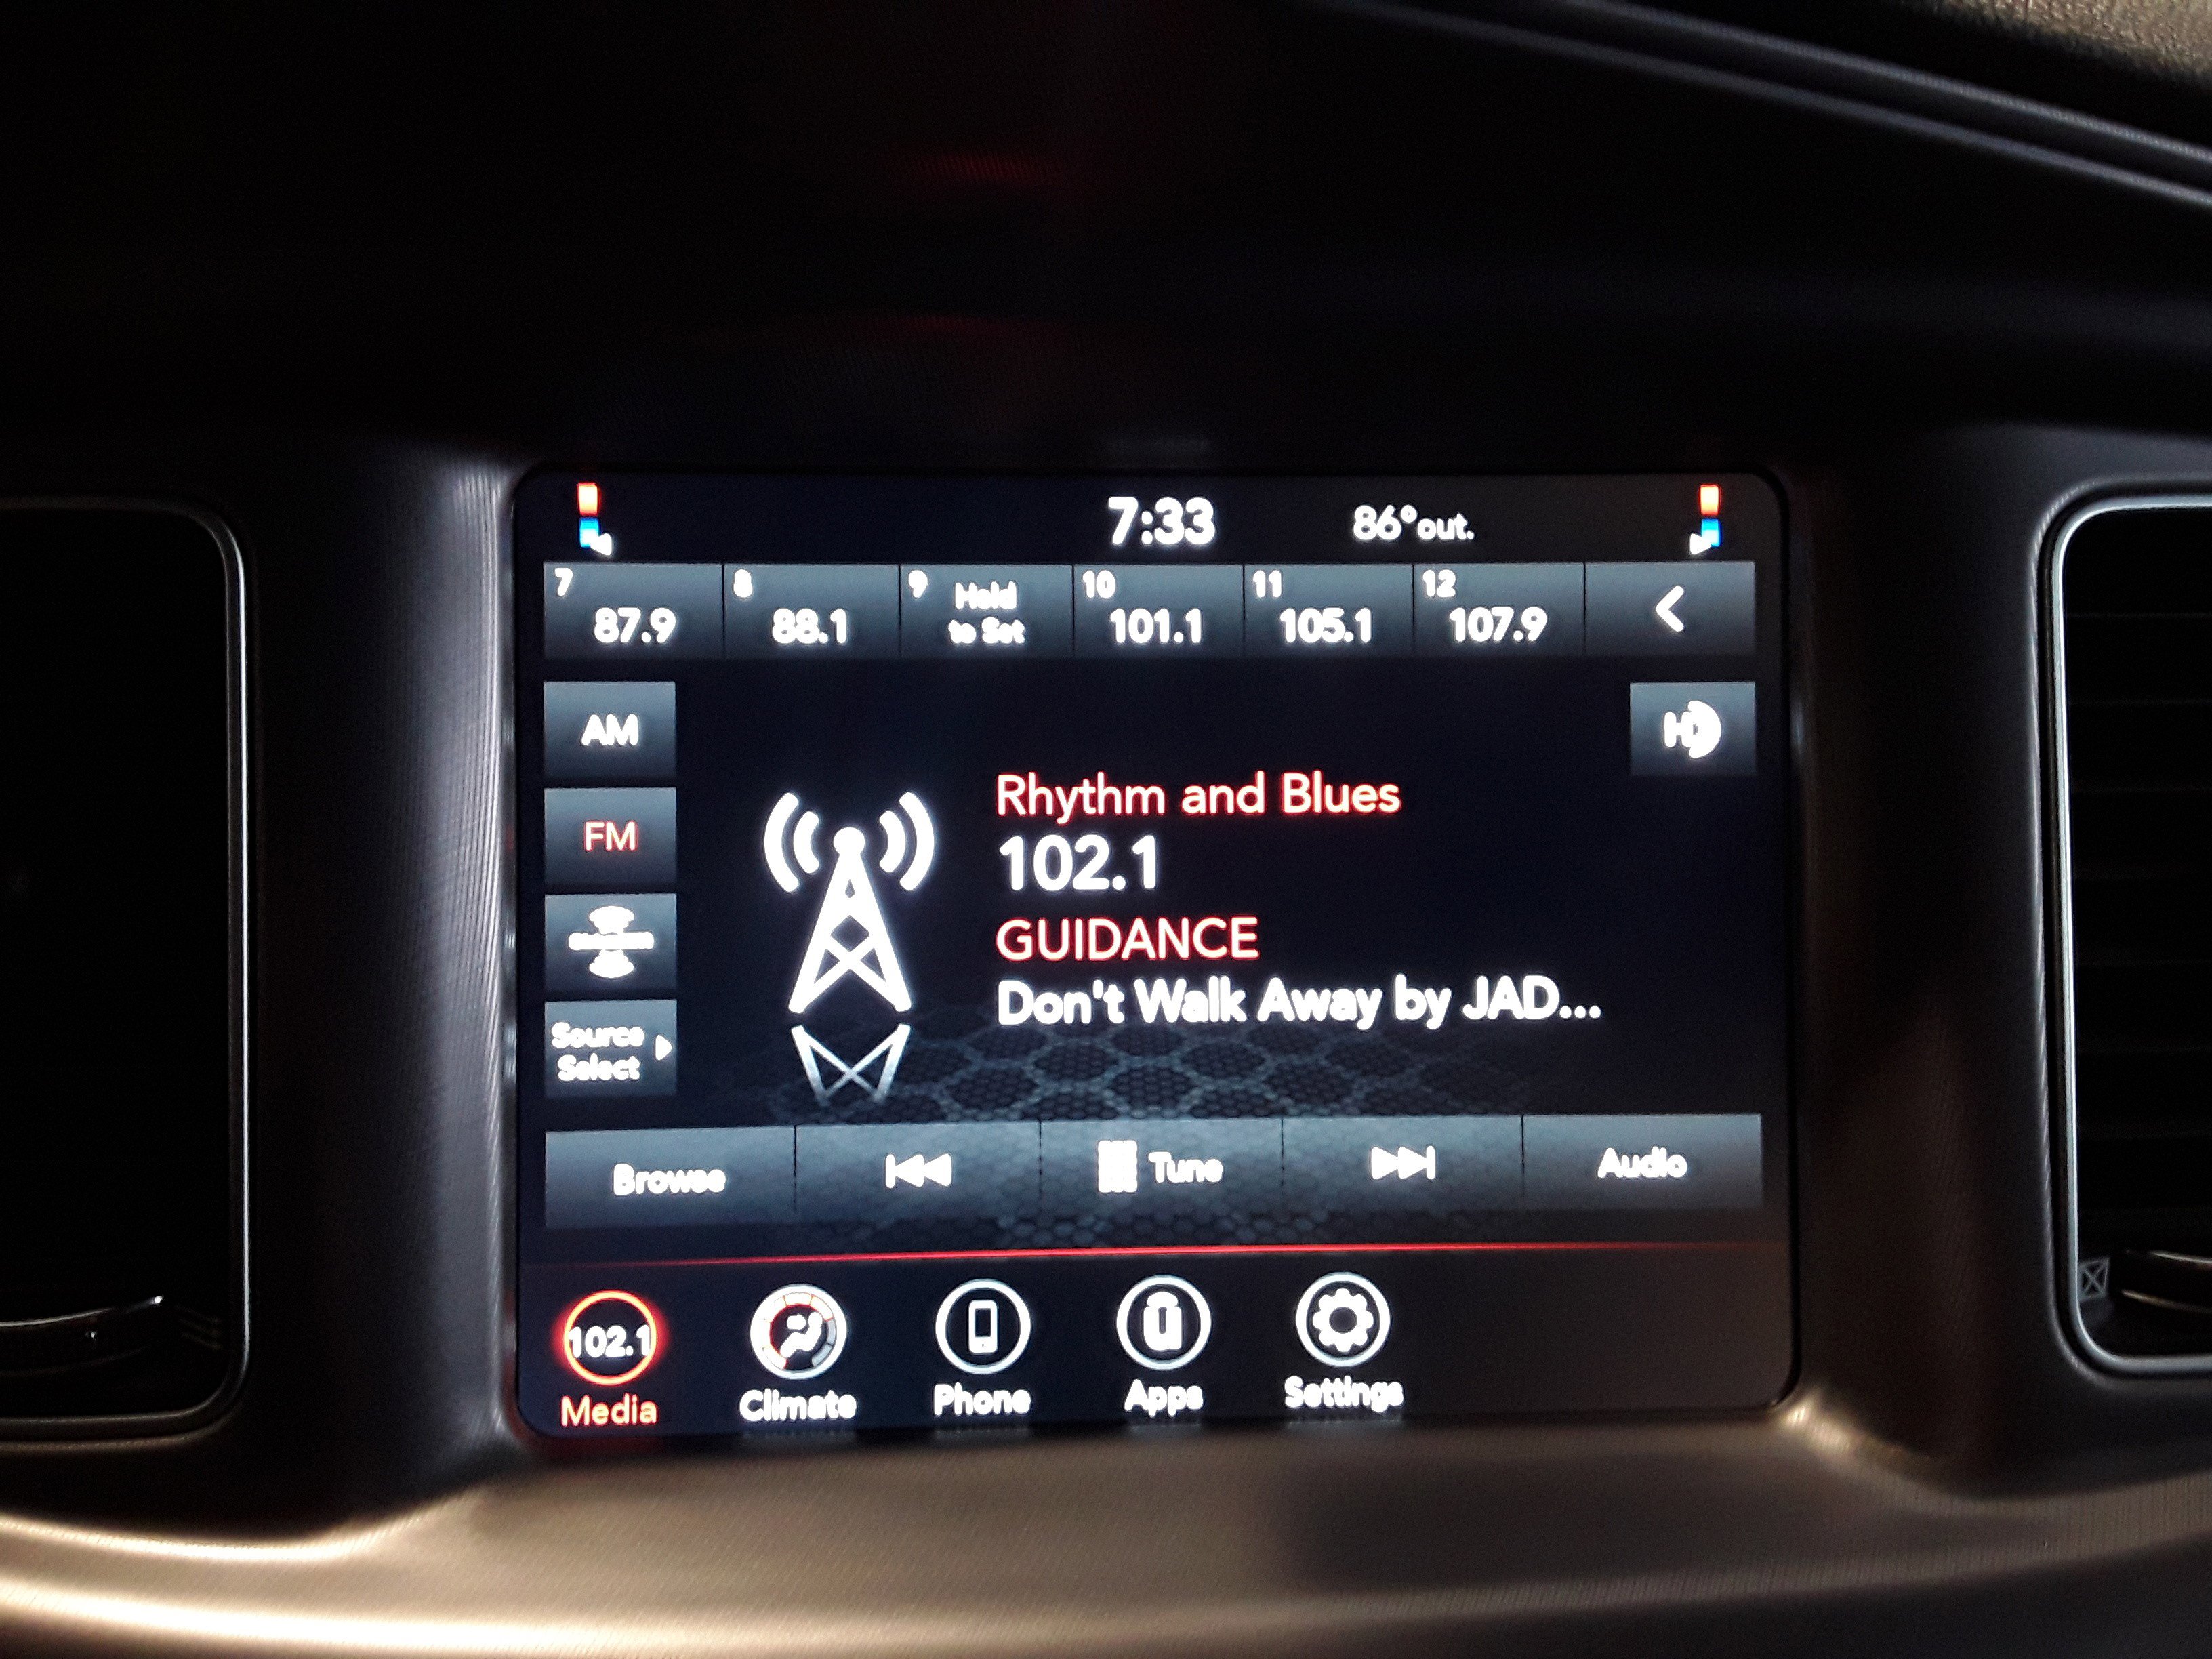 7:33 86° out.
7 8 9 Hold 10 11 12
87.9 88.1 to Set 101.1 105.1 107.9
AM
HD
Rhythm and Blues
FM
102.1
GUIDANCE
Don't Walk Away by JAD...
Source
Select
Browse Tune Audio
102.1
Media Climate Phone Apps Settings